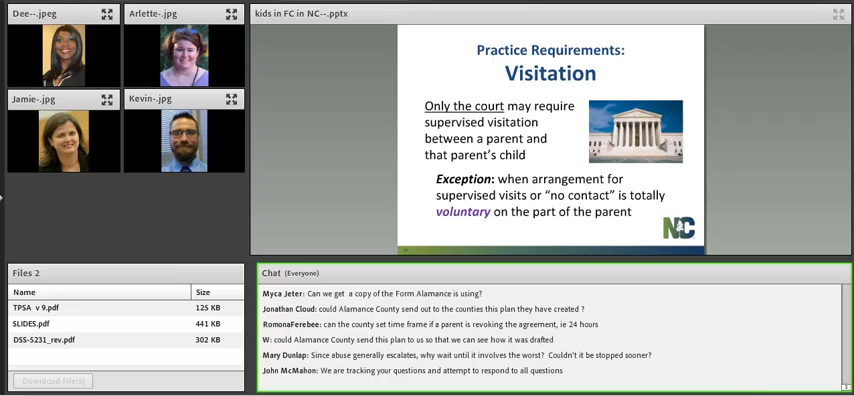 Dee--.jpeg
Arlette-.jpg
kids in FC in NC--.pptx
Jamie-.jpg
Kevin-.jpg
Practice Requirements:
Visitation
Only the court may require
supervised visitation
between a parent and
that parent's child
Exception: when arrangement for
supervised visits or “no contact” is totally
voluntary on the part of the parent
NC
Files 2
Name Size
TPSA v 9.pdf 125 KB
SLIDES.pdf 441 KB
DSS-5231_rev.pdf 302 KB
Download File(s)
Chat (Everyone)
Myca Jeter: Can we get a copy of the Form Alamance is using?
Jonathan Cloud: could Alamance County send out to the counties this plan they have created ?
RomonaFerebee: can the county set time frame if a parent is revoking the agreement, ie 24 hours
W: could Alamance County send this plan to us so that we can see how it was drafted
Mary Dunlap: Since abuse generally escalates, why wait until it involves the worst? Couldn't it be stopped sooner?
John McMahon: We are tracking your questions and attempt to respond to all questions